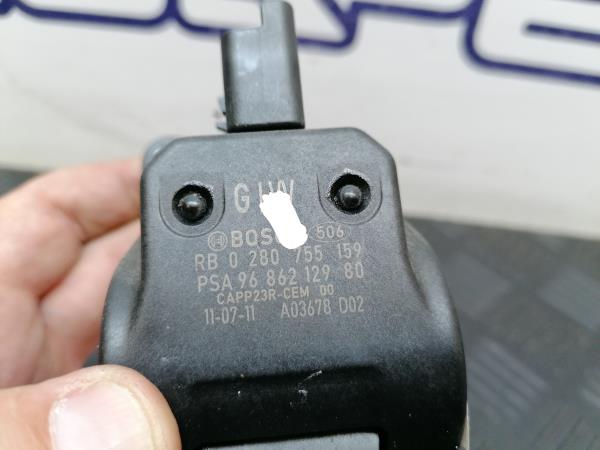 BOSCH 506
RB 0 280 755 159
PSA 96 862 129 80
CAPP23R-CEM 00
11-07-11 A03678 D02